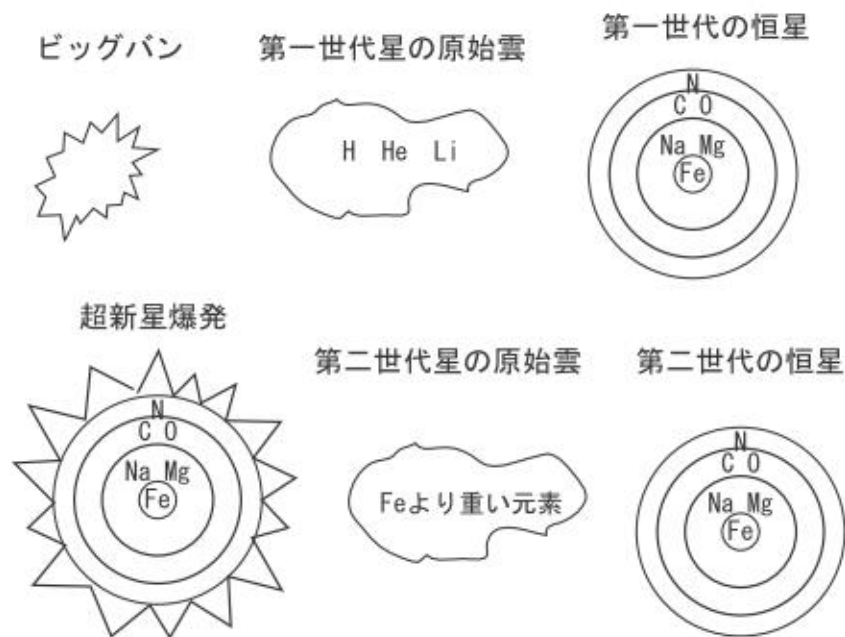 ビッグバン
第一世代星の原始雲
第一世代の恒星
H He Li
N
C O
Na Mg
Fe
超新星爆発
第二世代星の原始雲
第二世代の恒星
N
C O
Na Mg
Fe
Feより重い元素
N
C O
Na Mg
Fe